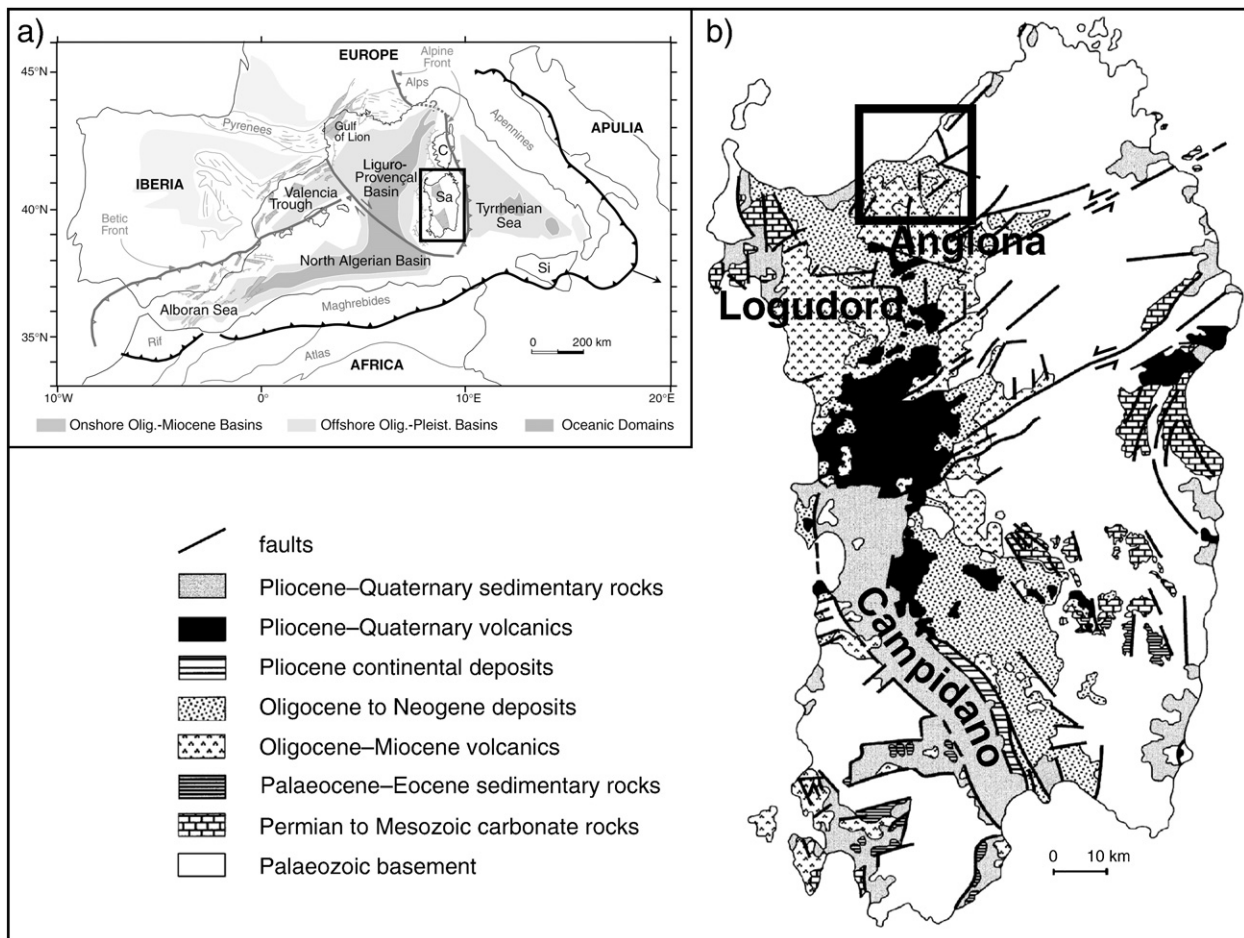 a)
EUROPE
Alpine
Front
45°N
Alps
Pyrenees
Gulf
of Lion
Apennines
APULIA
C
Liguro-
Provençal
Basin
IBERIA
Valencia
Trough
Sa
40°N
Tyrrhenian
Sea
Betic
Front
North Algerian Basin
Si
Alboran Sea
Maghrebides
35°N
Rif
Atlas
AFRICA
0 200 km
10°W 0° 10°E 20°E
Onshore Olig.-Miocene Basins Offshore Olig.-Pleist. Basins Oceanic Domains
faults
Pliocene–Quaternary sedimentary rocks
Pliocene–Quaternary volcanics
Pliocene continental deposits
Oligocene to Neogene deposits
Oligocene–Miocene volcanics
Palaeocene–Eocene sedimentary rocks
Permian to Mesozoic carbonate rocks
Palaeozoic basement
b)
Anglona
Logudord
Campidano
0 10 km